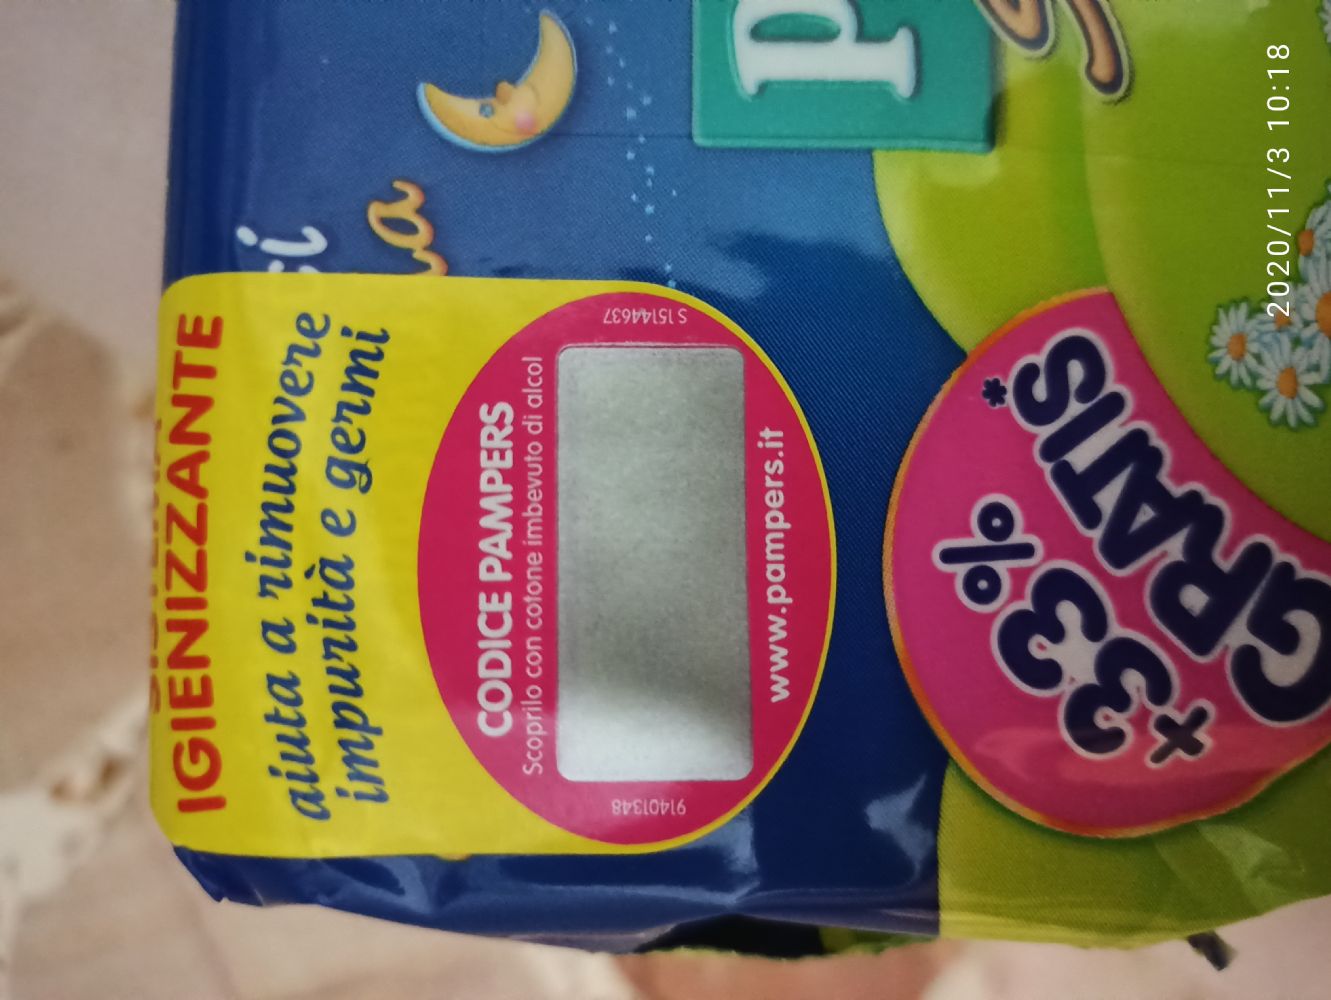 IGIENIZZANTE
aiuta a rimuovere
impurità e germi
CODICE PAMPERS
Scoprilo con cotone imbevuto di alcol
www.pampers.it
S 15144637
91401348
+33%
GRATIS*
2020/11/3 10:18